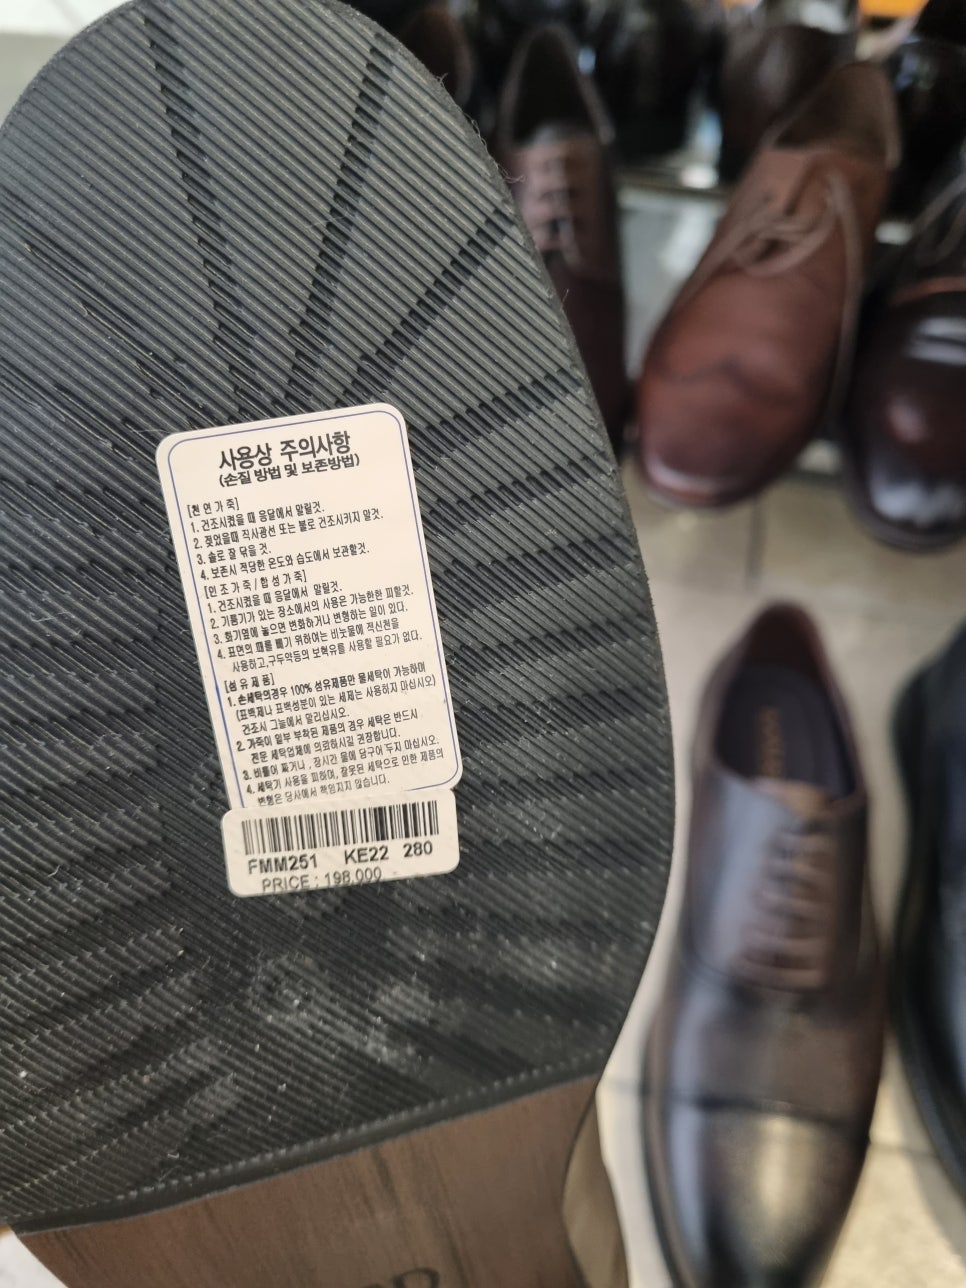 사용상 주의사항
(손질 방법 및 보존방법)
[천 연 가 죽]
1. 건조시켰을 때 응달에서 말릴것.
2. 젖었을때 직사광선 또는 불로 건조시키지 말것.
3. 솔로 잘 닦을 것.
4. 보존시 적당한 온도와 습도에서 보관할것.
[인 조 가 죽 / 합 성 가 죽]
1. 건조시켰을 때 응달에서 말릴것.
2. 기름기가 있는 장소에서의 사용은 가능한한 피할것.
3. 화기옆에 놓으면 변화하거나 변형하는 일이 있다.
4. 표면의 때를 빼기 위하여는 비눗물에 적신천을
사용하고,구두약등의 보혁유를 사용할 필요가 없다.
[섬 유 제 품]
1. 손세탁의경우 100% 섬유제품만 물세탁이 가능하며
(표백제나 표백성분이 있는 세제는 사용하지 마십시오)
건조시 그늘에서 말리십시오.
2. 가죽이 일부 부착된 제품의 경우 세탁은 반드시
전문 세탁업체에 의뢰하시길 권장합니다.
3. 비틀어 짜거나 , 장시간 물에 담구어 두지 마십시오.
4. 세탁기 사용을 피하며, 잘못된 세탁으로 인한 제품의
변형은 당사에서 책임지지 않습니다.
FMM251 KE22 280
PRICE : 198,000